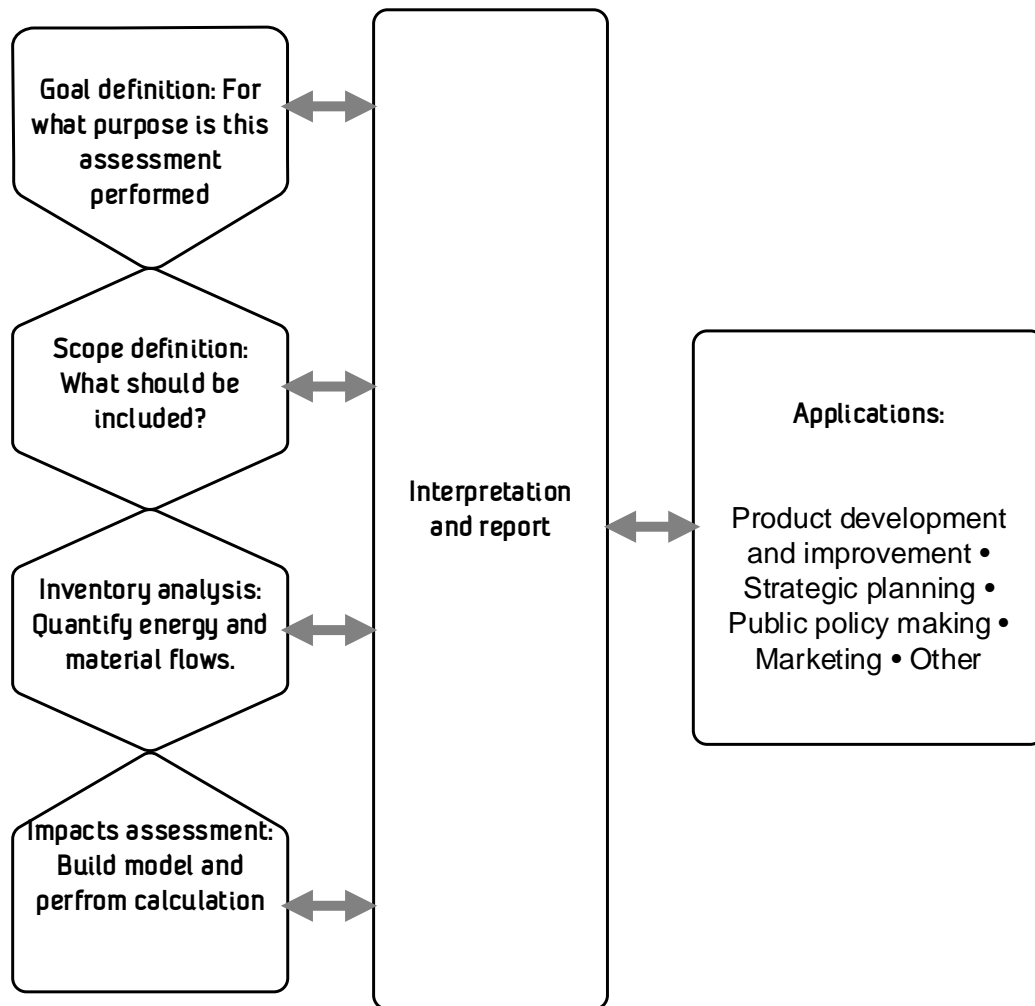 Goal definition: For
what purpose is this
assessment
performed
Scope definition:
What should be
included?
Inventory analysis:
Quantify energy and
material flows.
Impacts assessment:
Build model and
perfrom calculation
Interpretation
and report
Applications:
Product development
and improvement •
Strategic planning •
Public policy making •
Marketing • Other